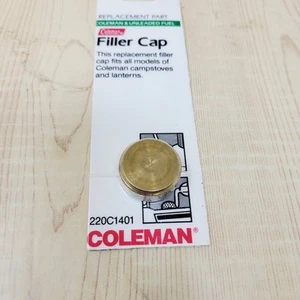 REPLACEMENT PART
COLEMAN & UNLEADED FUEL
Coleman
Filler Cap
This replacement filler
cap fits all models of
Coleman campstoves
and lanterns.
220C1401
COLEMAN®